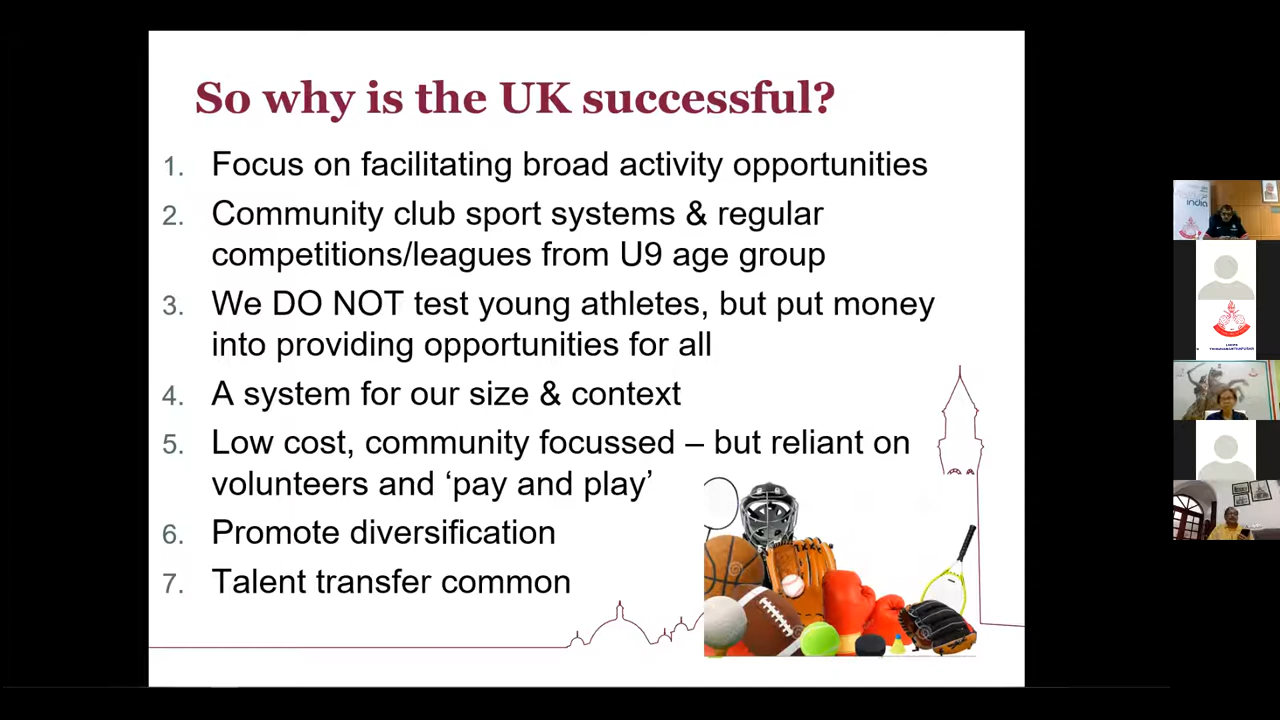 So why is the UK successful?
1. Focus on facilitating broad activity opportunities
2. Community club sport systems & regular
competitions/leagues from U9 age group
3. We DO NOT test young athletes, but put money
into providing opportunities for all
4. A system for our size & context
5. Low cost, community focussed – but reliant on
volunteers and ‘pay and play’
6. Promote diversification
7. Talent transfer common
india